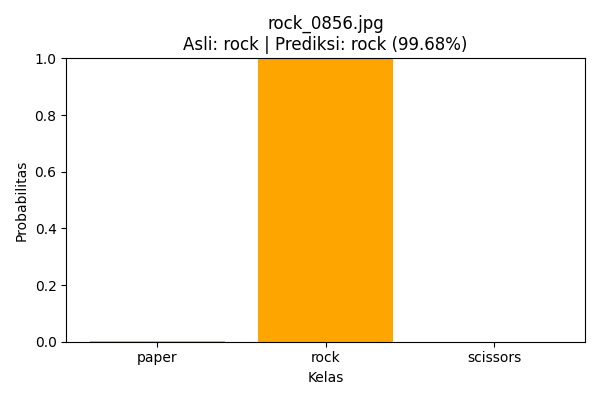 rock_0856.jpg
Asli: rock | Prediksi: rock (99.68%)
1.0
0.8
0.6
0.4
0.2
0.0
Probabilitas
paper rock scissors
Kelas